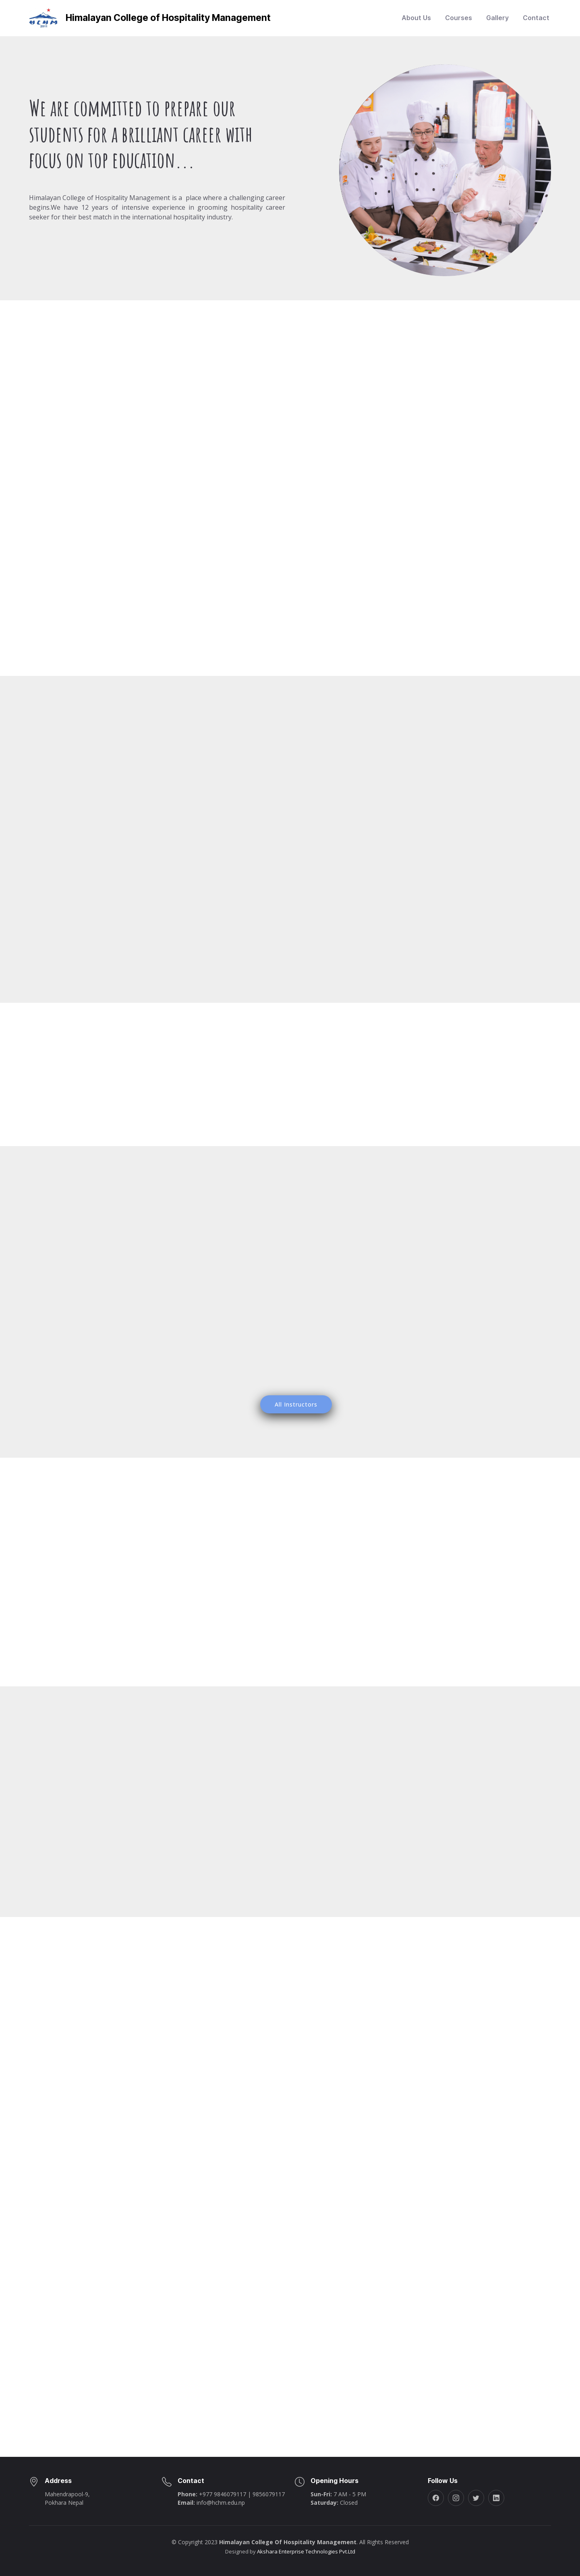 HCHM
Himalayan College of Hospitality Management
About Us
Courses
Gallery
Contact
We are committed to prepare our
students for a brilliant career with
focus on top education...
Himalayan College of Hospitality Management is a place where a challenging career
begins.We have 12 years of intensive experience in grooming hospitality career
seeker for their best match in the international hospitality industry.
All Instructors
Address
Mahendrapool-9,
Pokhara Nepal
Contact
Phone: +977 9846079117 | 9856079117
Email: info@hchm.edu.np
Opening Hours
Sun-Fri: 7 AM - 5 PM
Saturday: Closed
Follow Us
© Copyright 2023 Himalayan College Of Hospitality Management. All Rights Reserved
Designed by Akshara Enterprise Technologies Pvt.Ltd